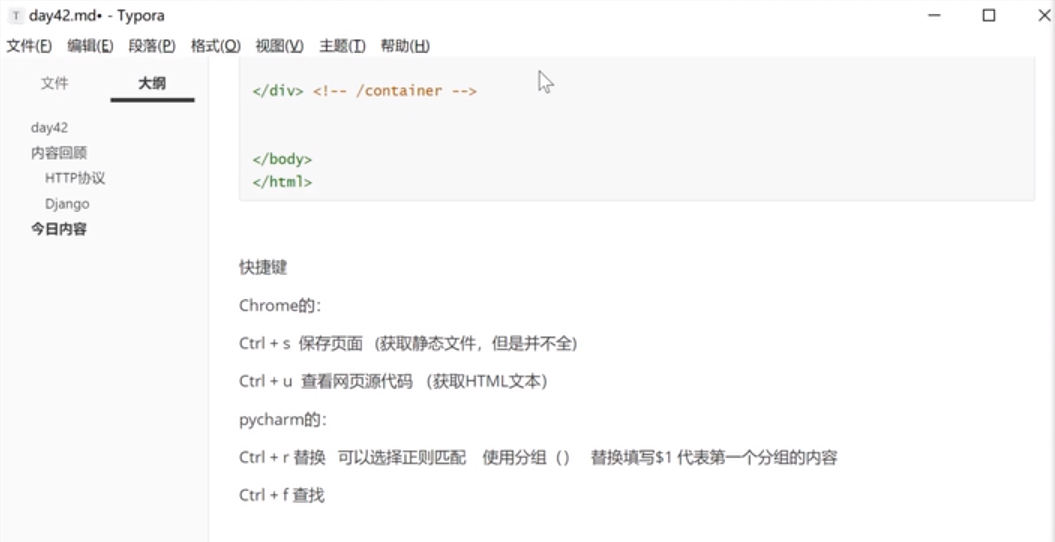 T day42.md• - Typora
文件(F) 编辑(E) 段落(P) 格式(O) 视图(V) 主题(T) 帮助(H)
文件 大纲
day42
内容回顾
HTTP协议
Django
今日内容
</div> <!-- /container -->
</body>
</html>
快捷键
Chrome的：
Ctrl + s 保存页面 (获取静态文件，但是并不全)
Ctrl + u 查看网页源代码 （获取HTML文本）
pycharm的：
Ctrl + r 替换 可以选择正则匹配 使用分组（） 替换填写$1 代表第一个分组的内容
Ctrl + f 查找